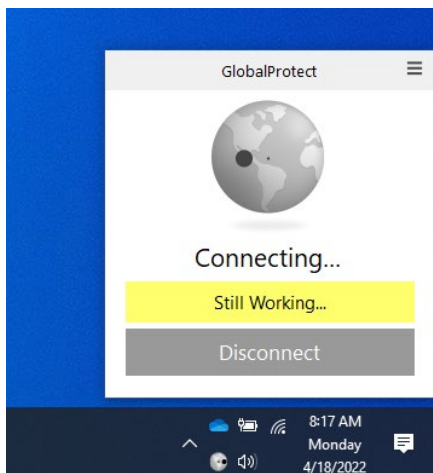 GlobalProtect
Connecting...
Still Working...
Disconnect
8:17 AM
Monday
4/18/2022